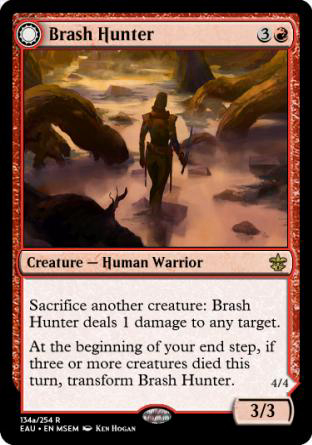 Brash Hunter 3
Creature — Human Warrior
Sacrifice another creature: Brash
Hunter deals 1 damage to any target.
At the beginning of your end step, if
three or more creatures died this
turn, transform Brash Hunter.
4/4
3/3
134a/254 R
EAU • EN MSEM Ken Hogan